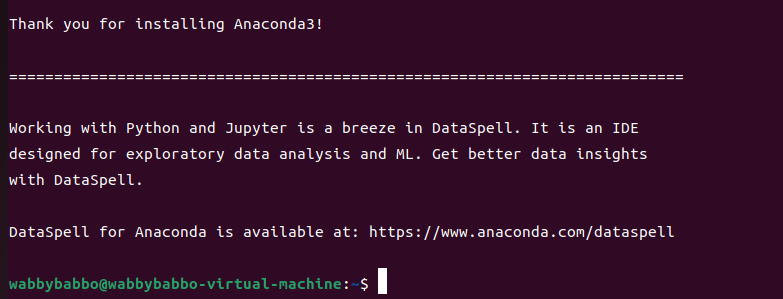 Thank you for installing Anaconda3!
===========================================================================
Working with Python and Jupyter is a breeze in DataSpell. It is an IDE
designed for exploratory data analysis and ML. Get better data insights
with DataSpell.
DataSpell for Anaconda is available at: https://www.anaconda.com/dataspell
wabbybabbo@wabbybabbo-virtual-machine:~$